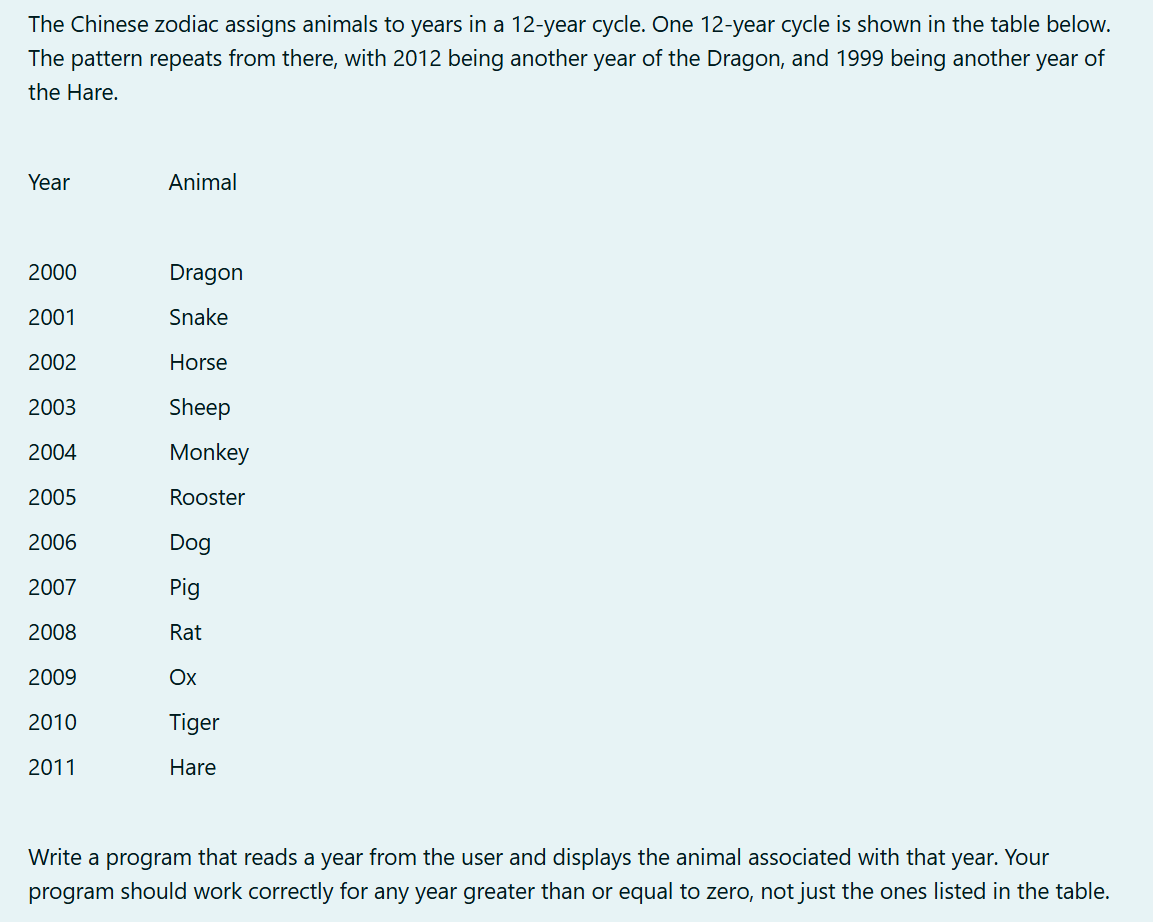 The Chinese zodiac assigns animals to years in a 12-year cycle. One 12-year cycle is shown in the table below.
The pattern repeats from there, with 2012 being another year of the Dragon, and 1999 being another year of
the Hare.
Year Animal
2000 Dragon
2001 Snake
2002 Horse
2003 Sheep
2004 Monkey
2005 Rooster
2006 Dog
2007 Pig
2008 Rat
2009 Ox
2010 Tiger
2011 Hare
Write a program that reads a year from the user and displays the animal associated with that year. Your
program should work correctly for any year greater than or equal to zero, not just the ones listed in the table.